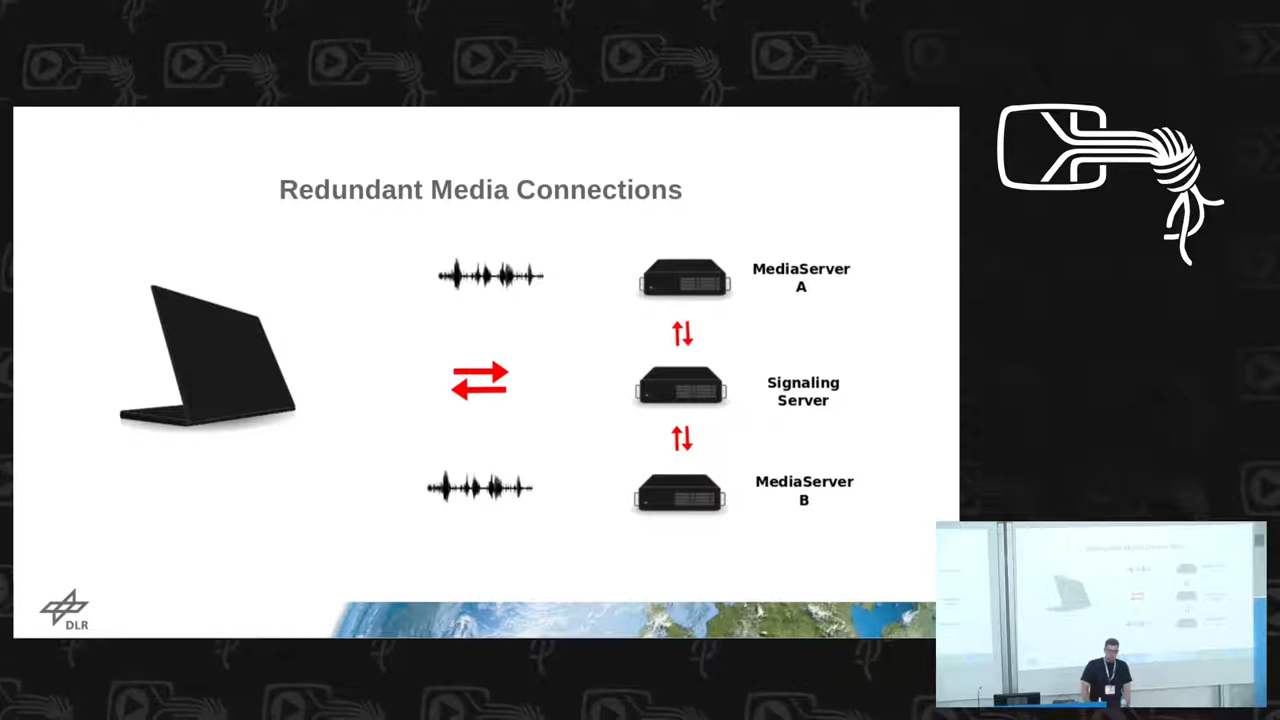 Redundant Media Connections
MediaServer
A
Signaling
Server
MediaServer
B
DLR